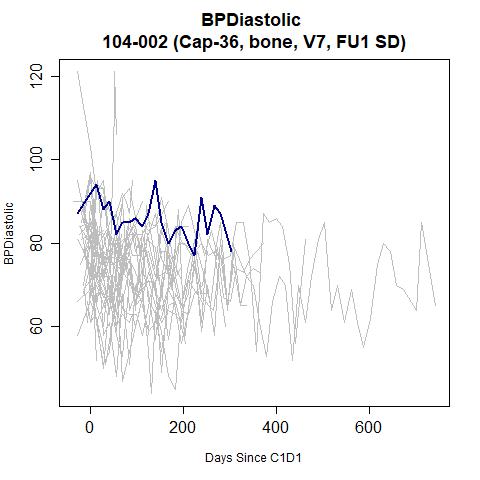 BPDiastolic
104-002 (Cap-36, bone, V7, FU1 SD)
120
100
80
60
BPDiastolic
0
200
400
600
Days Since C1D1